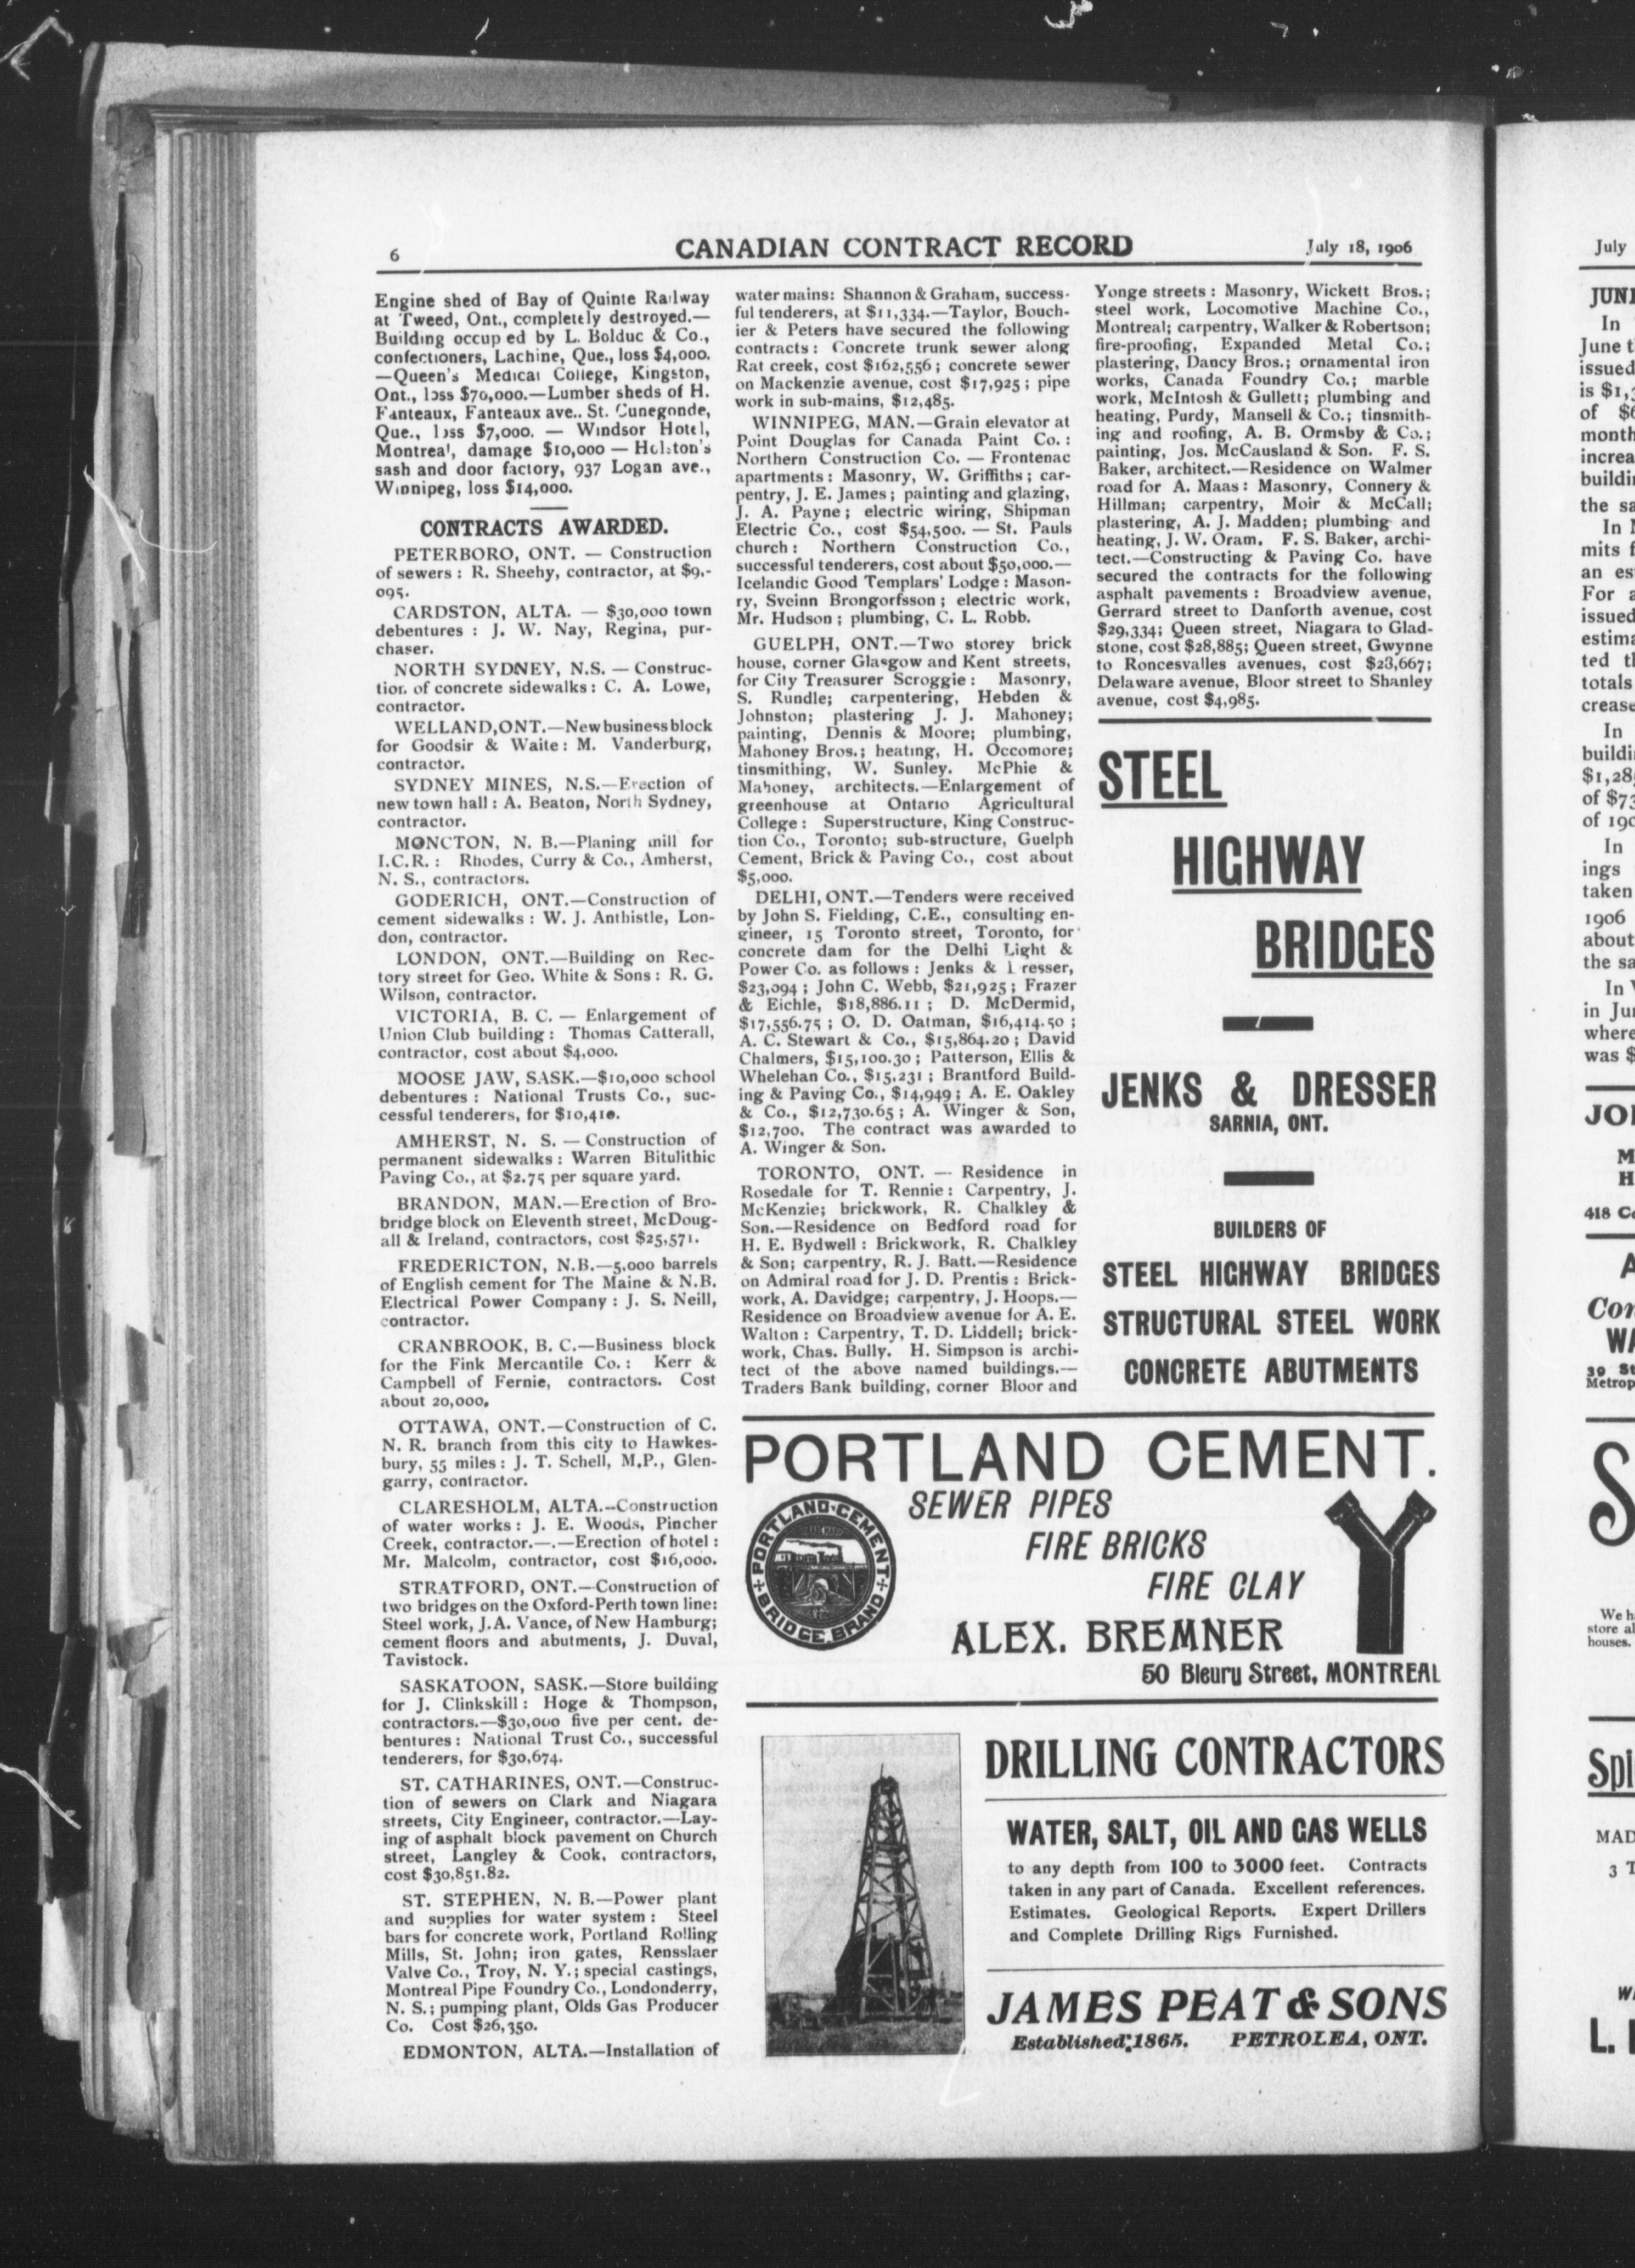 6
CANADIAN CONTRACT RECORD
July 18, 1906
Engine shed of Bay of Quinte Railway
at Tweed, Ont., completely destroyed.—
Building occup ed by L. Bolduc & Co.,
confectioners, Lachine, Que., loss $4,000.
—Queen's Medical College, Kingston,
Ont., loss $70,000.—Lumber sheds of H.
Fanteaux, Fanteaux ave.. St. Cunegonde,
Que., loss $7,000. — Windsor Hotel,
Montreal, damage $10,000 — Holston's
sash and door factory, 937 Logan ave.,
Winnipeg, loss $14,000.
CONTRACTS AWARDED.
PETERBORO, ONT. — Construction
of sewers : R. Sheehy, contractor, at $9,-
095.
CARDSTON, ALTA. — $30,000 town
debentures : J. W. Nay, Regina, pur-
chaser.
NORTH SYDNEY, N.S. — Construc-
tion of concrete sidewalks : C. A. Lowe,
contractor.
WELLAND, ONT.—New business block
for Goodsir & Waite : M. Vanderburg,
contractor.
SYDNEY MINES, N.S.—Erection of
new town hall : A. Beaton, North Sydney,
contractor.
MONCTON, N. B.—Planing mill for
I.C.R. : Rhodes, Curry & Co., Amherst,
N. S., contractors.
GODERICH, ONT.—Construction of
cement sidewalks : W. J. Anthistle, Lon-
don, contractor.
LONDON, ONT.—Building on Rec-
tory street for Geo. White & Sons : R. G.
Wilson, contractor.
VICTORIA, B. C. — Enlargement of
Union Club building : Thomas Catterall,
contractor, cost about $4,000.
MOOSE JAW, SASK.—$10,000 school
debentures : National Trusts Co., suc-
cessful tenderers, for $10,410.
AMHERST, N. S. — Construction of
permanent sidewalks : Warren Bitulithic
Paving Co., at $2.75 per square yard.
BRANDON, MAN.—Erection of Bro-
bridge block on Eleventh street, McDoug-
all & Ireland, contractors, cost $25,571.
FREDERICTON, N.B.—5,000 barrels
of English cement for The Maine & N.B.
Electrical Power Company : J. S. Neill,
contractor.
CRANBROOK, B. C.—Business block
for the Fink Mercantile Co. : Kerr &
Campbell of Fernie, contractors. Cost
about 20,000.
OTTAWA, ONT.—Construction of C.
N. R. branch from this city to Hawkes-
bury, 55 miles : J. T. Schell, M.P., Glen-
garry, contractor.
CLARESHOLM, ALTA.--Construction
of water works : J. E. Woods, Pincher
Creek, contractor.—.—Erection of hotel :
Mr. Malcolm, contractor, cost $16,000.
STRATFORD, ONT.—Construction of
two bridges on the Oxford-Perth town line:
Steel work, J.A. Vance, of New Hamburg;
cement floors and abutments, J. Duval,
Tavistock.
SASKATOON, SASK.—Store building
for J. Clinkskill : Hoge & Thompson,
contractors.—$30,000 five per cent. de-
bentures : National Trust Co., successful
tenderers, for $30,674.
ST. CATHARINES, ONT.—Construc-
tion of sewers on Clark and Niagara
streets, City Engineer, contractor.—Lay-
ing of asphalt block pavement on Church
street, Langley & Cook, contractors,
cost $30,851.82.
ST. STEPHEN, N. B.—Power plant
and supplies for water system : Steel
bars for concrete work, Portland Rolling
Mills, St. John; iron gates, Rensslaer
Valve Co., Troy, N. Y.; special castings,
Montreal Pipe Foundry Co., Londonderry,
N. S.; pumping plant, Olds Gas Producer
Co. Cost $26,350.
EDMONTON, ALTA.—Installation of
water mains: Shannon & Graham, success-
ful tenderers, at $11,334.—Taylor, Bouch-
ier & Peters have secured the following
contracts : Concrete trunk sewer along
Rat creek, cost $162,556 ; concrete sewer
on Mackenzie avenue, cost $17,925 ; pipe
work in sub-mains, $12,485.
WINNIPEG, MAN.—Grain elevator at
Point Douglas for Canada Paint Co. :
Northern Construction Co. — Frontenac
apartments : Masonry, W. Griffiths ; car-
pentry, J. E. James ; painting and glazing,
J. A. Payne ; electric wiring, Shipman
Electric Co., cost $54,500. — St. Pauls
church : Northern Construction Co.,
successful tenderers, cost about $50,000.—
Icelandic Good Templars' Lodge : Mason-
ry, Sveinn Brongorfsson ; electric work,
Mr. Hudson ; plumbing, C. L. Robb.
GUELPH, ONT.—Two storey brick
house, corner Glasgow and Kent streets,
for City Treasurer Scroggie : Masonry,
S. Rundle; carpentering, Hebden &
Johnston; plastering J. J. Mahoney;
painting, Dennis & Moore; plumbing,
Mahoney Bros.; heating, H. Occomore;
tinsmithing, W. Sunley. McPhie &
Mahoney, architects.—Enlargement of
greenhouse at Ontario Agricultural
College : Superstructure, King Construc-
tion Co., Toronto; sub-structure, Guelph
Cement, Brick & Paving Co., cost about
$5,000.
DELHI, ONT.—Tenders were received
by John S. Fielding, C.E., consulting en-
gineer, 15 Toronto street, Toronto, for
concrete dam for the Delhi Light &
Power Co. as follows : Jenks & Dresser,
$23,094 ; John C. Webb, $21,925 ; Frazer
& Eichle, $18,886.11 ; D. McDermid,
$17,556.75 ; O. D. Oatman, $16,414.50 ;
A. C. Stewart & Co., $15,864.20 ; David
Chalmers, $15,100.30 ; Patterson, Ellis &
Whelehan Co., $15,231 ; Brantford Build-
ing & Paving Co., $14,949 ; A. E. Oakley
& Co., $12,730.65 ; A. Winger & Son,
$12,700. The contract was awarded to
A. Winger & Son.
TORONTO, ONT. — Residence in
Rosedale for T. Rennie : Carpentry, J.
McKenzie; brickwork, R. Chalkley &
Son.—Residence on Bedford road for
H. E. Bydwell : Brickwork, R. Chalkley
& Son; carpentry, R. J. Batt.—Residence
on Admiral road for J. D. Prentis : Brick-
work, A. Davidge; carpentry, J. Hoops.—
Residence on Broadview avenue for A. E.
Walton : Carpentry, T. D. Liddell; brick-
work, Chas. Bully. H. Simpson is archi-
tect of the above named buildings.—
Traders Bank building, corner Bloor and
Yonge streets : Masonry, Wickett Bros.;
steel work, Locomotive Machine Co.,
Montreal; carpentry, Walker & Robertson;
fire-proofing, Expanded Metal Co.;
plastering, Dancy Bros.; ornamental iron
works, Canada Foundry Co.; marble
work, McIntosh & Gullett; plumbing and
heating, Purdy, Mansell & Co.; tinsmith-
ing and roofing, A. B. Ormsby & Co.;
painting, Jos. McCausland & Son. F. S.
Baker, architect.—Residence on Walmer
road for A. Maas : Masonry, Connery &
Hillman; carpentry, Moir & McCall;
plastering, A. J. Madden; plumbing and
heating, J. W. Oram. F. S. Baker, archi-
tect.—Constructing & Paving Co. have
secured the contracts for the following
asphalt pavements : Broadview avenue,
Gerrard street to Danforth avenue, cost
$29,334; Queen street, Niagara to Glad-
stone, cost $28,885; Queen street, Gwynne
to Roncesvalles avenues, cost $23,667;
Delaware avenue, Bloor street to Shanley
avenue, cost $4,985.
STEEL
HIGHWAY
BRIDGES
JENKS & DRESSER
SARNIA, ONT.
BUILDERS OF
STEEL HIGHWAY BRIDGES
STRUCTURAL STEEL WORK
CONCRETE ABUTMENTS
PORTLAND CEMENT.
SEWER PIPES
FIRE BRICKS
FIRE CLAY
PORTLAND-CEMENT
BRIDGE BRAND
ALEX. BREMNER
50 Bleury Street, MONTREAL
DRILLING CONTRACTORS
WATER, SALT, OIL AND GAS WELLS
to any depth from 100 to 3000 feet. Contracts
taken in any part of Canada. Excellent references.
Estimates. Geological Reports. Expert Drillers
and Complete Drilling Rigs Furnished.
JAMES PEAT & SONS
Established 1865. PETROLEA, ONT.
July
In
June
issued
is $1,
of
month
the
In
mits
For
issued
totals
In
of
In
ings
taken
1906
about
the
In
where
was $
418
39
We
store
houses.
3
L.